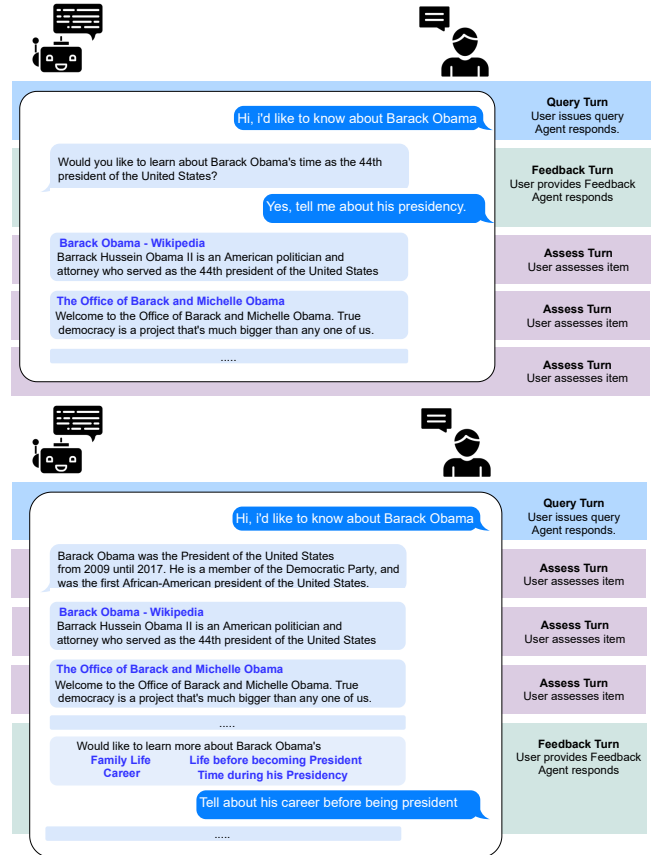 Hi, i'd like to know about Barack Obama
Query Turn
User issues query
Agent responds.
Would you like to learn about Barack Obama's time as the 44th
president of the United States?
Feedback Turn
User provides Feedback
Agent responds
Yes, tell me about his presidency.
Barack Obama - Wikipedia
Barrack Hussein Obama II is an American politician and
attorney who served as the 44th president of the United States
Assess Turn
User assesses item
The Office of Barack and Michelle Obama
Welcome to the Office of Barack and Michelle Obama. True
democracy is a project that's much bigger than any one of us.
Assess Turn
User assesses item
.....
Assess Turn
User assesses item
Hi, i'd like to know about Barack Obama
Query Turn
User issues query
Agent responds.
Barack Obama was the President of the United States
from 2009 until 2017. He is a member of the Democratic Party, and
was the first African-American president of the United States.
Assess Turn
User assesses item
Barack Obama - Wikipedia
Barrack Hussein Obama II is an American politician and
attorney who served as the 44th president of the United States
Assess Turn
User assesses item
The Office of Barack and Michelle Obama
Welcome to the Office of Barack and Michelle Obama. True
democracy is a project that's much bigger than any one of us.
Assess Turn
User assesses item
.....
Would like to learn more about Barack Obama's
Family Life
Life before becoming President
Career
Time during his Presidency
Feedback Turn
User provides Feedback
Agent responds
Tell about his career before being president
.....